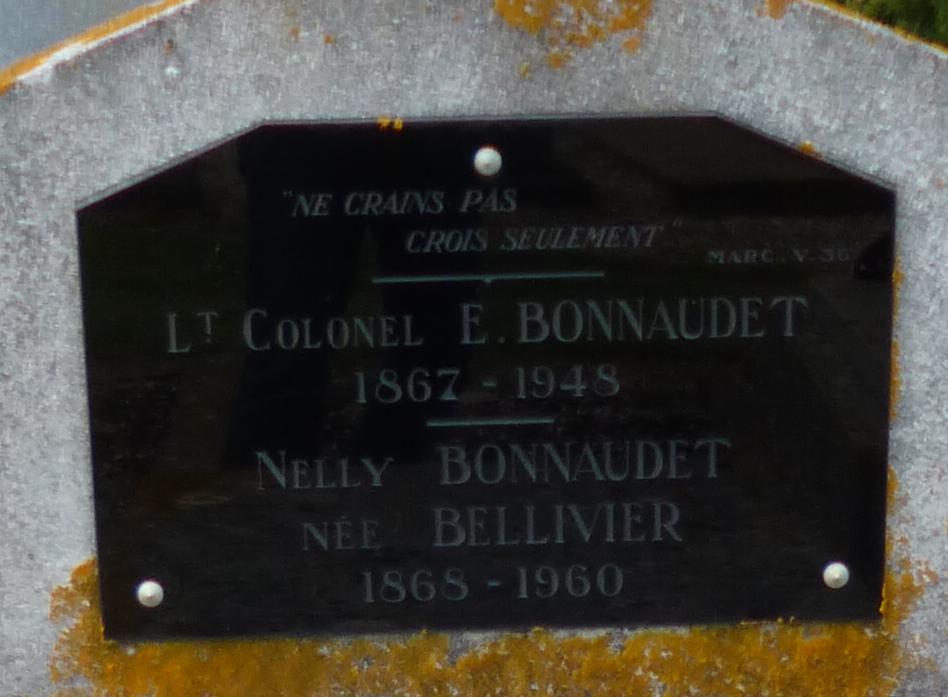 "NE CRAINS PAS
CROIS SEULEMENT"
MARC. V. 36
LT COLONEL E. BONNAUDET
1867 - 1948
NELLY BONNAUDET
NÉE BELLIVIER
1868 - 1960